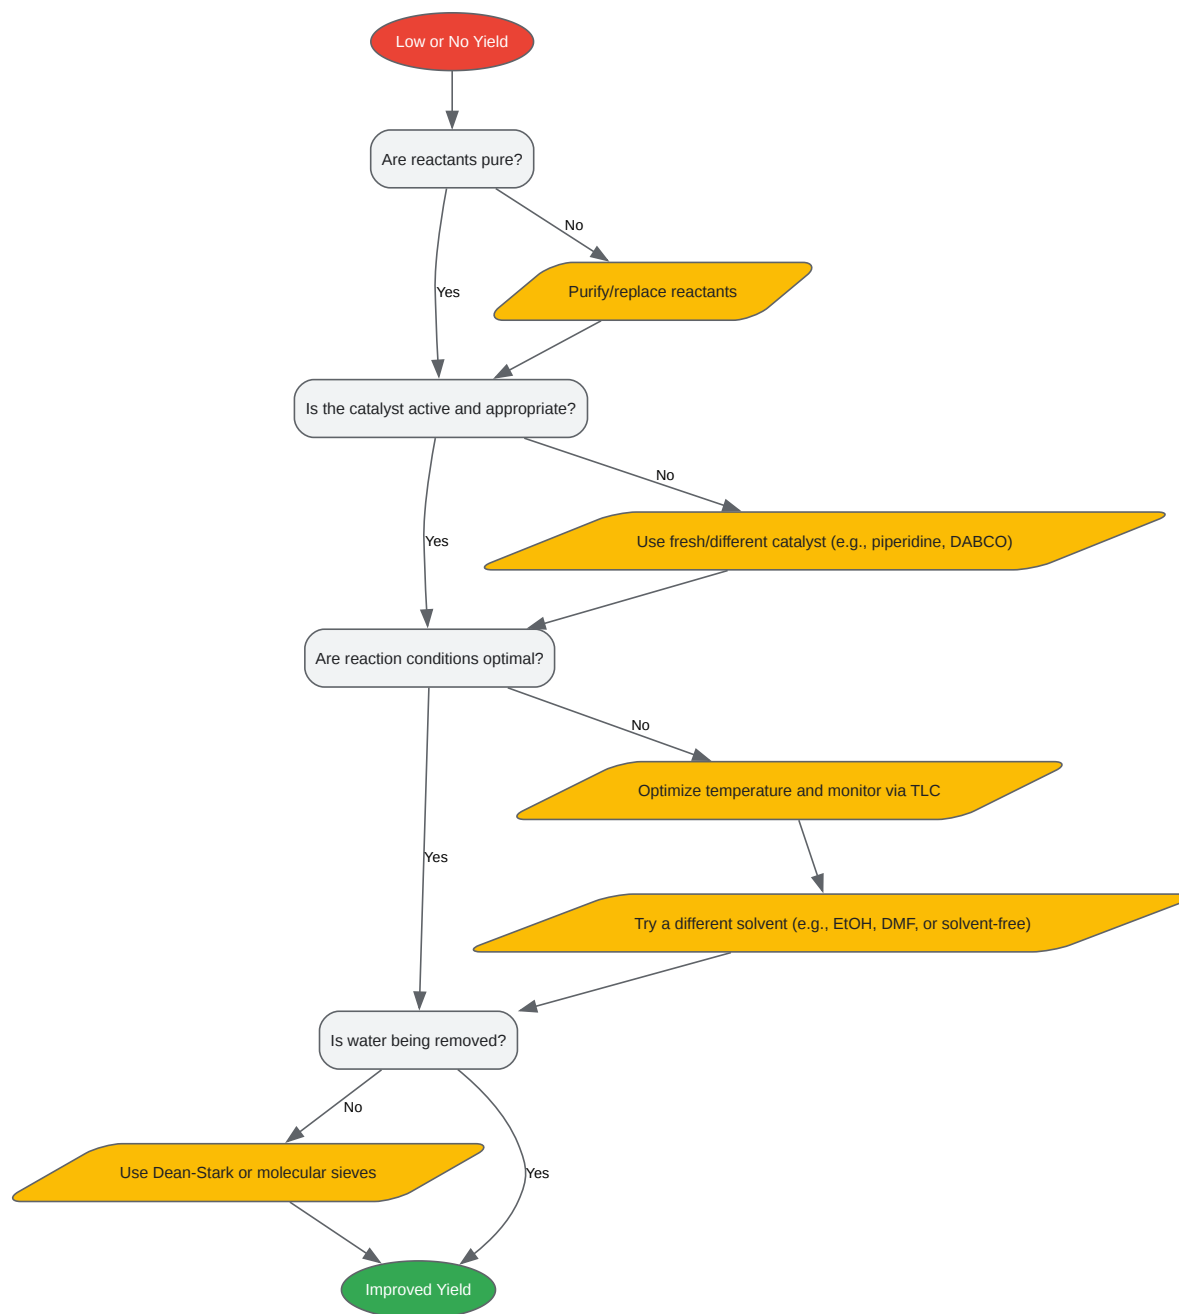 Low or No Yield
Are reactants pure?
No
Yes
Purify/replace reactants
Is the catalyst active and appropriate?
No
Yes
Use fresh/different catalyst (e.g., piperidine, DABCO)
Are reaction conditions optimal?
No
Optimize temperature and monitor via TLC
Yes
Try a different solvent (e.g., EtOH, DMF, or solvent-free)
Is water being removed?
No
Use Dean-Stark or molecular sieves
Yes
Improved Yield